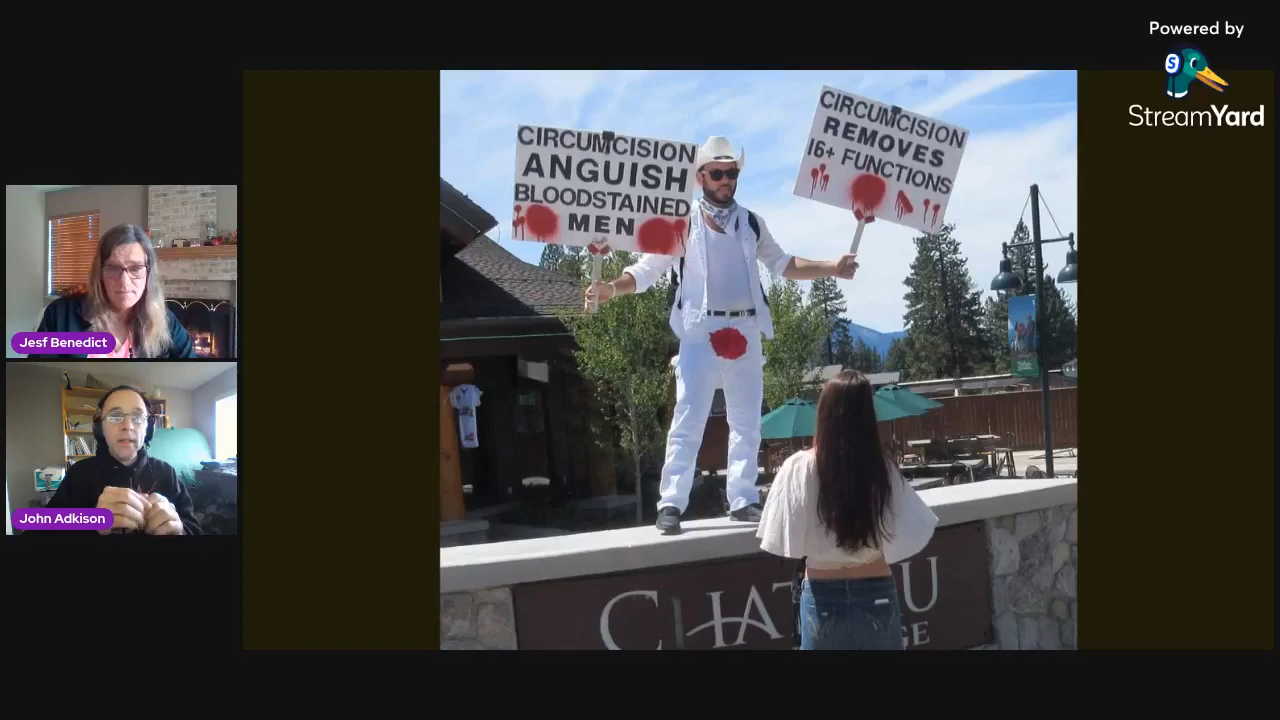 Powered by
StreamYard
CIRCUMCISION
ANGUISH
BLOODSTAINED
MEN
CIRCUMCISION
REMOVES
16+ FUNCTIONS
Jesf Benedict
John Adkison